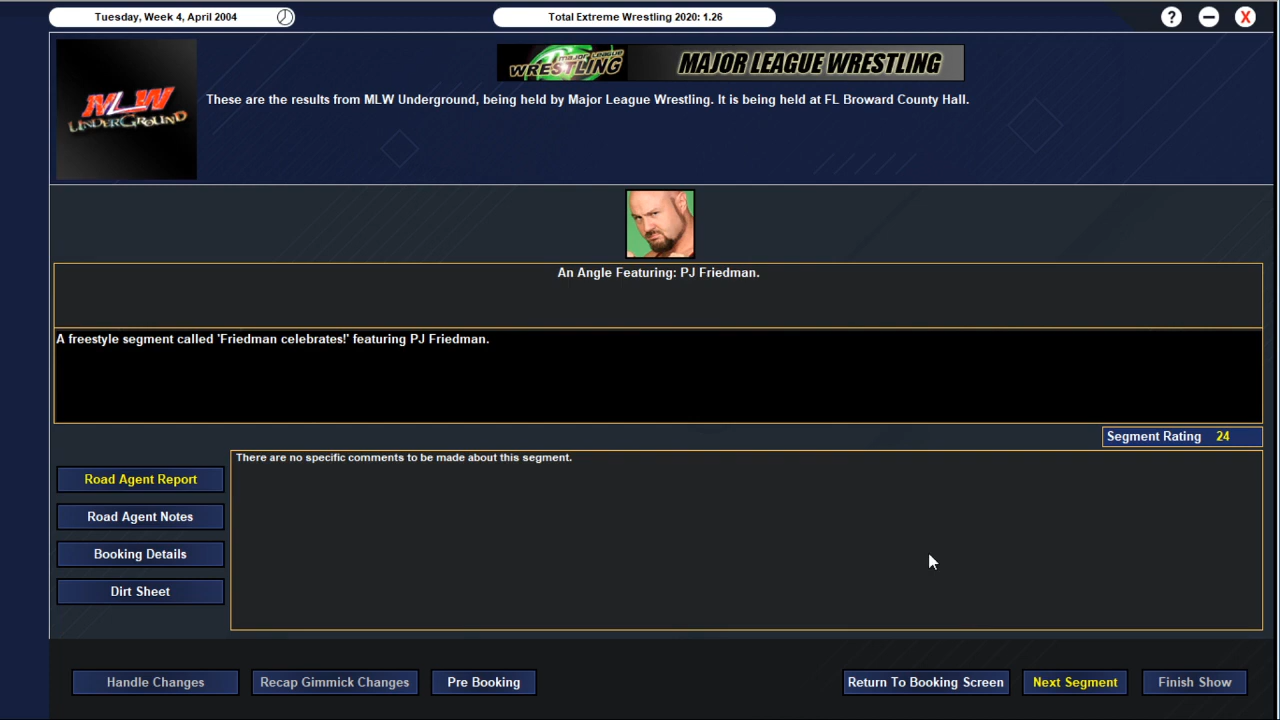 Tuesday, Week 4, April 2004
Total Extreme Wrestling 2020: 1.26
?
X
MAJOR LEAGUE
WRESTLING
MAJOR LEAGUE WRESTLING
MLW
UNDERGROUND
These are the results from MLW Underground, being held by Major League Wrestling. It is being held at FL Broward County Hall.
An Angle Featuring: PJ Friedman.
A freestyle segment called 'Friedman celebrates!' featuring PJ Friedman.
Segment Rating 24
Road Agent Report
There are no specific comments to be made about this segment.
Road Agent Notes
Booking Details
Dirt Sheet
Handle Changes
Recap Gimmick Changes
Pre Booking
Return To Booking Screen
Next Segment
Finish Show